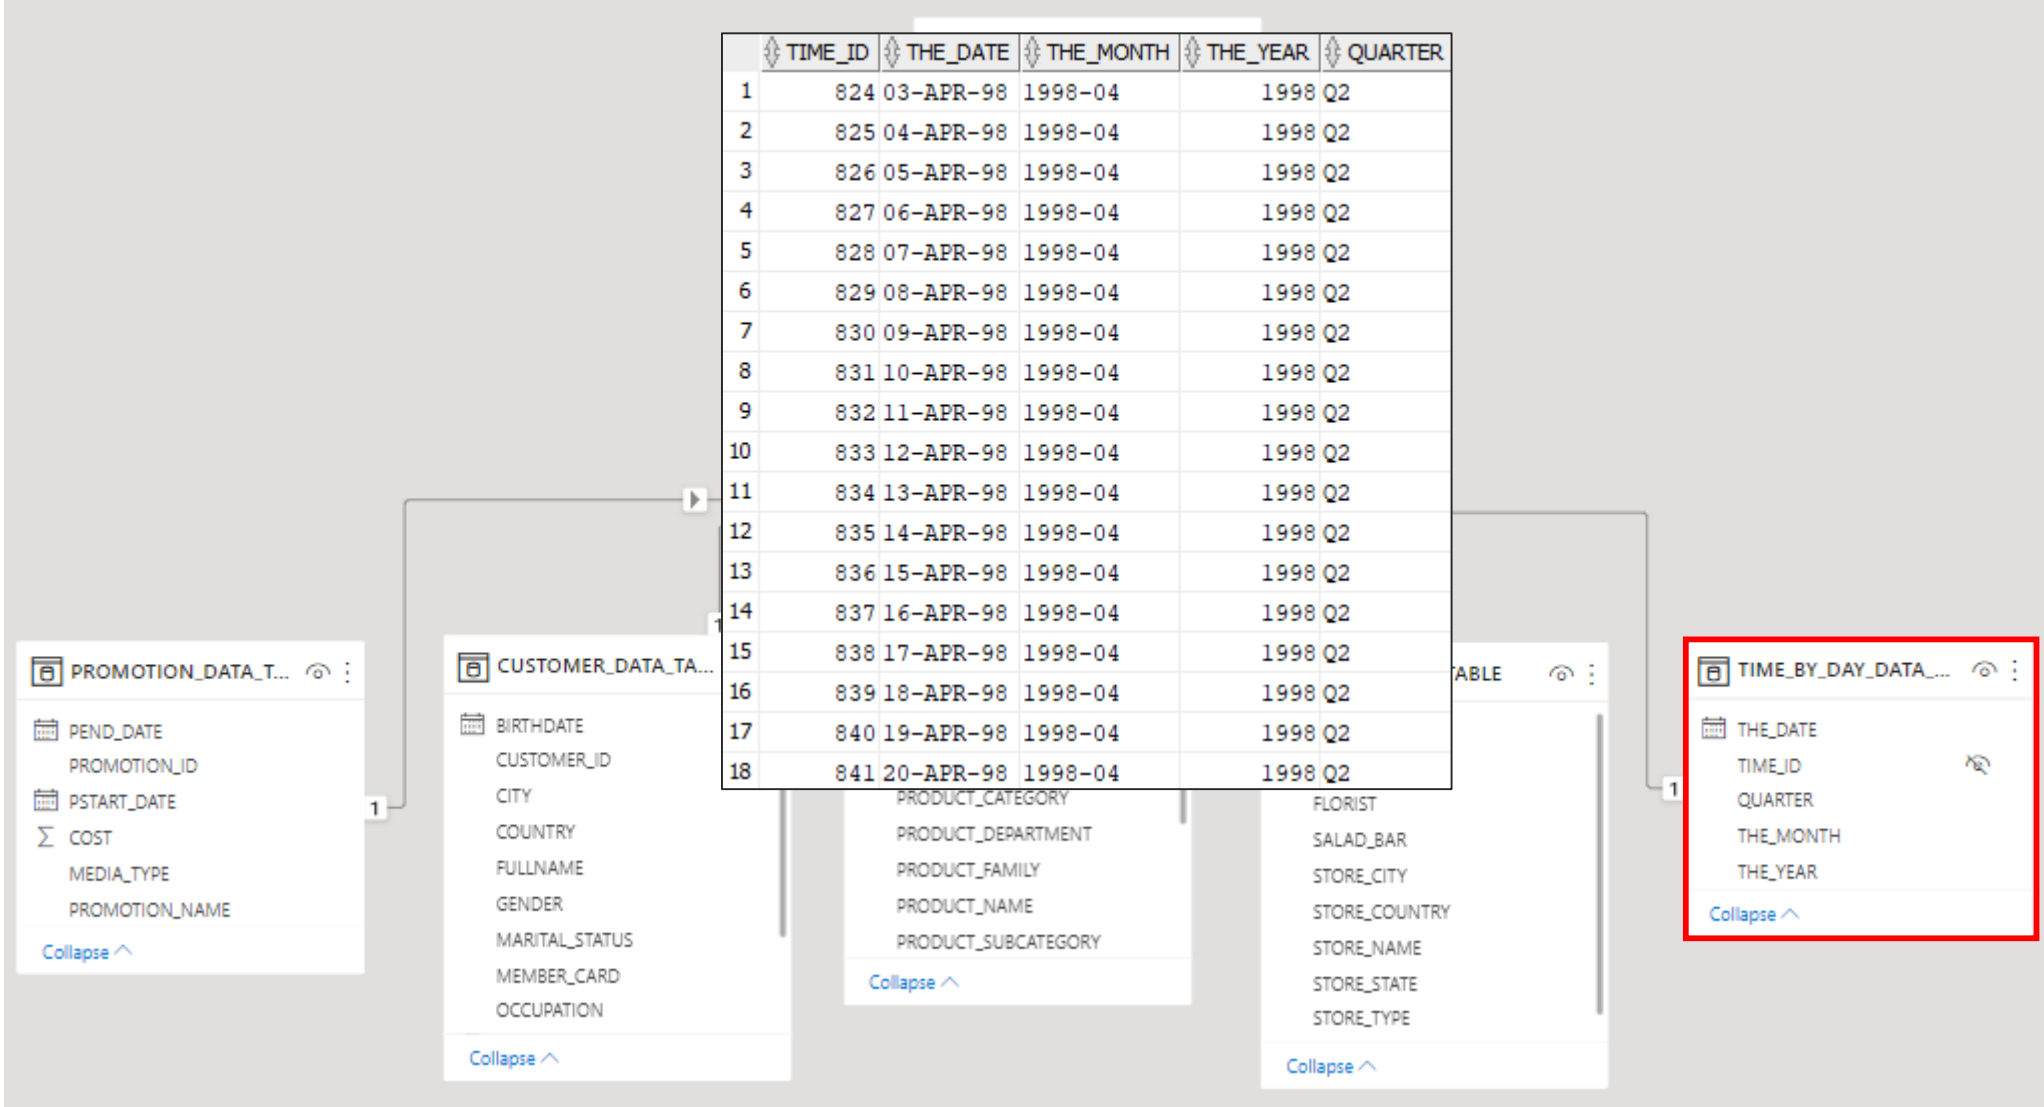 TIME_ID THE_DATE THE_MONTH THE_YEAR QUARTER
1 824 03-APR-98 1998-04 1998 Q2
2 825 04-APR-98 1998-04 1998 Q2
3 826 05-APR-98 1998-04 1998 Q2
4 827 06-APR-98 1998-04 1998 Q2
5 828 07-APR-98 1998-04 1998 Q2
6 829 08-APR-98 1998-04 1998 Q2
7 830 09-APR-98 1998-04 1998 Q2
8 831 10-APR-98 1998-04 1998 Q2
9 832 11-APR-98 1998-04 1998 Q2
10 833 12-APR-98 1998-04 1998 Q2
11 834 13-APR-98 1998-04 1998 Q2
12 835 14-APR-98 1998-04 1998 Q2
13 836 15-APR-98 1998-04 1998 Q2
14 837 16-APR-98 1998-04 1998 Q2
15 838 17-APR-98 1998-04 1998 Q2
16 839 18-APR-98 1998-04 1998 Q2
17 840 19-APR-98 1998-04 1998 Q2
18 841 20-APR-98 1998-04 1998 Q2
PROMOTION_DATA_T...
PEND_DATE
PROMOTION_ID
PSTART_DATE
COST
MEDIA_TYPE
PROMOTION_NAME
Collapse
1
1
CUSTOMER_DATA_TA...
BIRTHDATE
CUSTOMER_ID
CITY
COUNTRY
FULLNAME
GENDER
MARITAL_STATUS
MEMBER_CARD
OCCUPATION
Collapse
PRODUCT_CATEGORY
PRODUCT_DEPARTMENT
PRODUCT_FAMILY
PRODUCT_NAME
PRODUCT_SUBCATEGORY
Collapse
TABLE
FLORIST
SALAD_BAR
STORE_CITY
STORE_COUNTRY
STORE_NAME
STORE_STATE
STORE_TYPE
Collapse
1
TIME_BY_DAY_DATA_...
THE_DATE
TIME_ID
QUARTER
THE_MONTH
THE_YEAR
Collapse